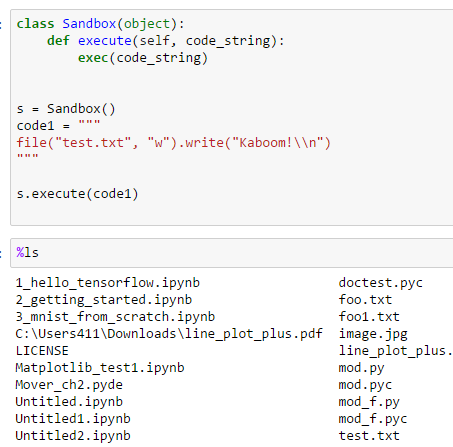 class Sandbox(object):
    def execute(self, code_string):
        exec(code_string)
s = Sandbox()
code1 = """
file("test.txt", "w").write("Kaboom!\\n")
"""
s.execute(code1)
%ls
1_hello_tensorflow.ipynb doctest.pyc
2_getting_started.ipynb foo.txt
3_mnist_from_scratch.ipynb foo1.txt
C:\Users411\Downloads\line_plot_plus.pdf image.jpg
LICENSE line_plot_plus.
Matplotlib_test1.ipynb mod.py
Mover_ch2.pyde mod.pyc
Untitled.ipynb mod_f.py
Untitled1.ipynb mod_f.pyc
Untitled2.ipynb test.txt